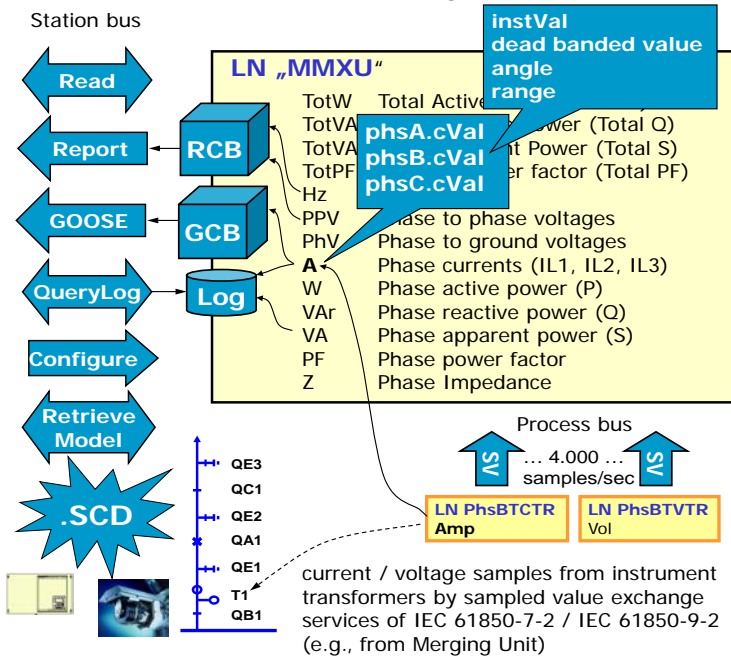 Station bus
Read
Report
GOOSE
QueryLog
Configure
Retrieve
Model
.SCD
RCB
GCB
Log
LN „MMXU“
instVal
dead banded value
angle
range
phsA.cVal
phsB.cVal
phsC.cVal
TotW Total Active
TotVA ower (Total Q)
TotVA nt Power (Total S)
TotPF er factor (Total PF)
Hz
PPV Phase to phase voltages
PhV Phase to ground voltages
A Phase currents (IL1, IL2, IL3)
W Phase active power (P)
VAr Phase reactive power (Q)
VA Phase apparent power (S)
PF Phase power factor
Z Phase Impedance
Process bus
SV
… 4.000 …
samples/sec
SV
LN PhsBTCTR
Amp
LN PhsBTVTR
Vol
QE3
QC1
QE2
QA1
QE1
T1
QB1
current / voltage samples from instrument
transformers by sampled value exchange
services of IEC 61850-7-2 / IEC 61850-9-2
(e.g., from Merging Unit)